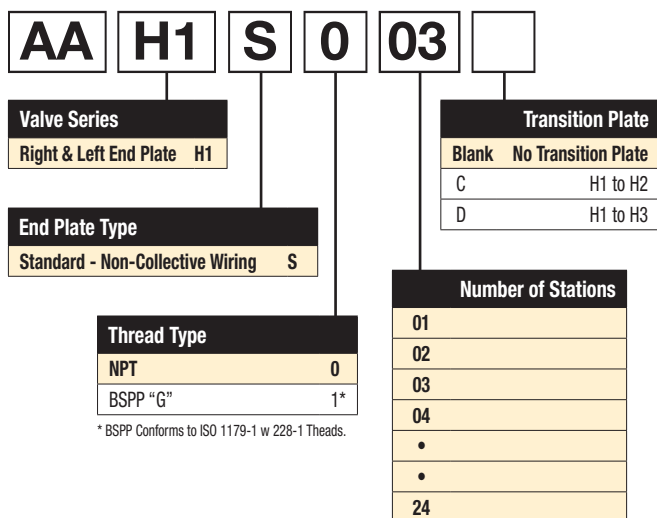 AA H1 S 0 03
Valve Series
Right & Left End Plate H1
Transition Plate
Blank No Transition Plate
C H1 to H2
D H1 to H3
End Plate Type
Standard - Non-Collective Wiring S
Number of Stations
01
02
03
04
•
•
24
Thread Type
NPT 0
BSPP “G” 1*
* BSPP Conforms to ISO 1179-1 w 228-1 Theads.